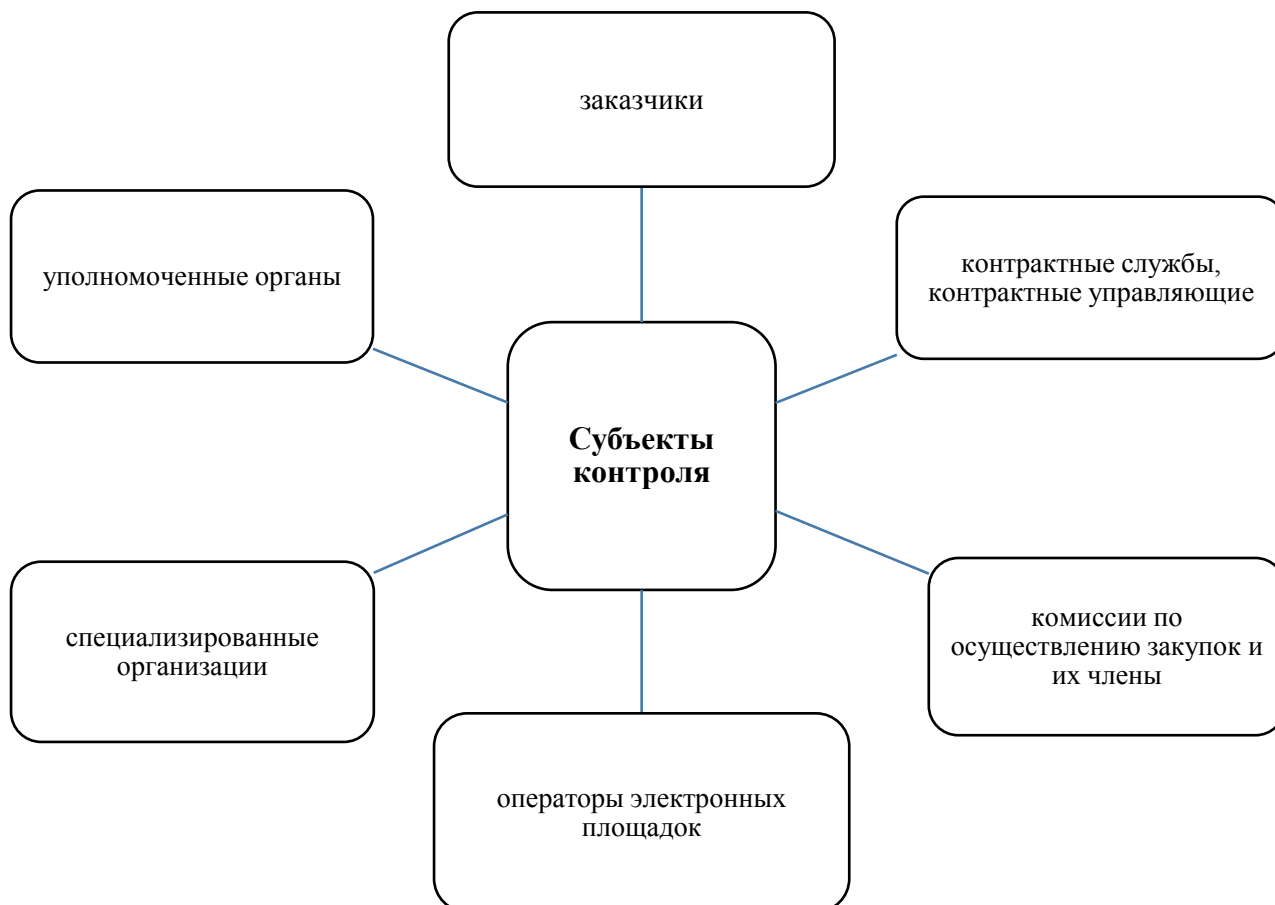 заказчики
уполномоченные органы
контрактные службы,
контрактные управляющие
Субъекты
контроля
специализированные
организации
комиссии по
осуществлению закупок и
их члены
операторы электронных
площадок